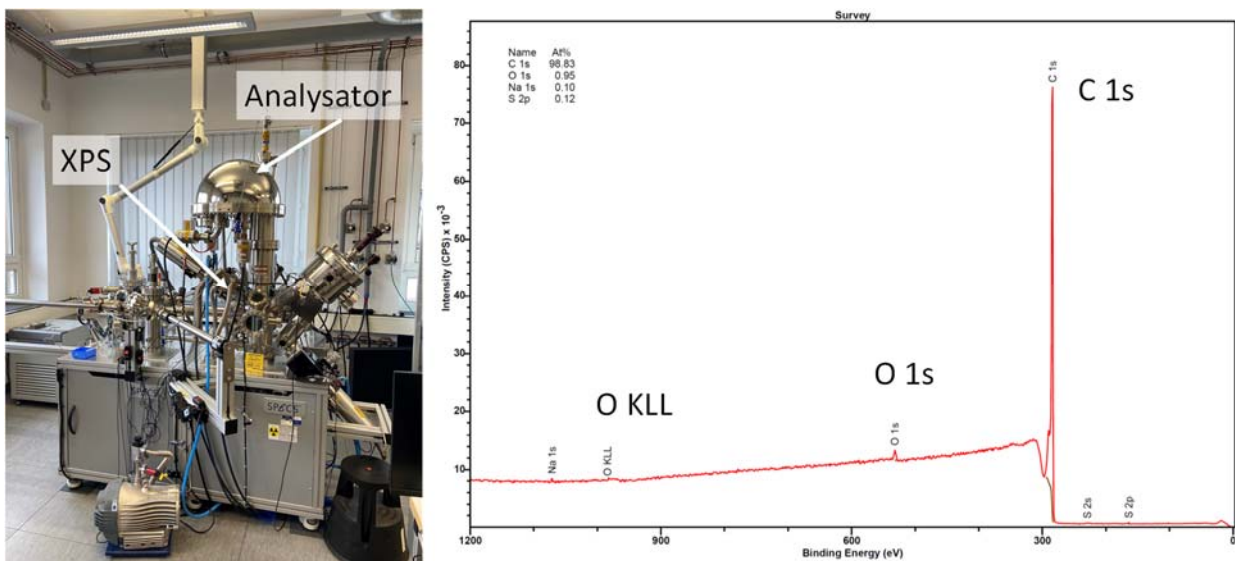 Analysator
XPS
SPECS
Survey
Name At%
C 1s 98.83
O 1s 0.95
Na 1s 0.10
S 2p 0.12
C 1s
C 1s
O 1s
O 1s
O KLL
O KLL
Na 1s
S 2s
S 2p
Intensity (CPS) x 10⁻³
80
70
60
50
40
30
20
10
1200 900 600 300 0
Binding Energy (eV)